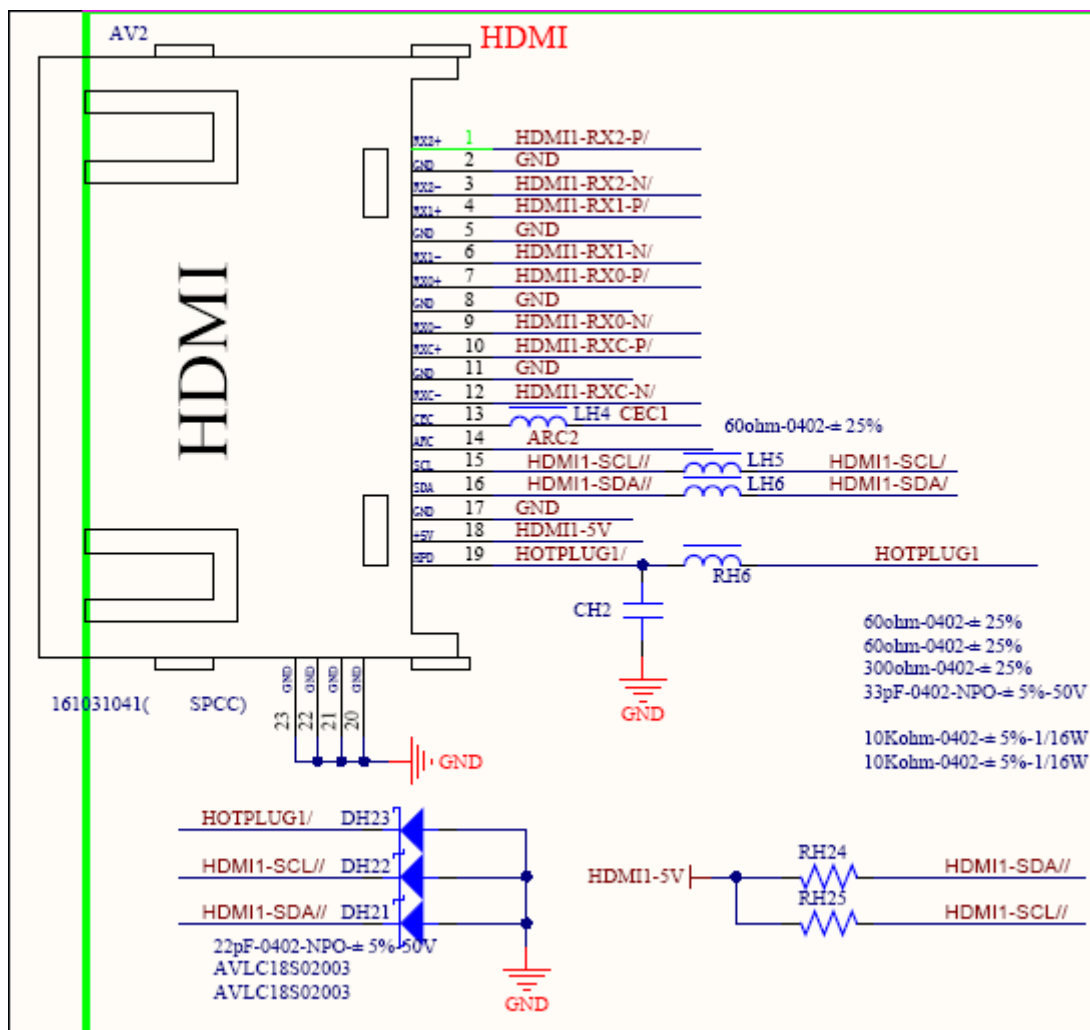 AV2
HDMI
HDMI
RX2+ 1 HDMI1-RX2-P/
GND 2 GND
RX2- 3 HDMI1-RX2-N/
RX1+ 4 HDMI1-RX1-P/
GND 5 GND
RX1- 6 HDMI1-RX1-N/
RX0+ 7 HDMI1-RX0-P/
GND 8 GND
RX0- 9 HDMI1-RX0-N/
RXC+ 10 HDMI1-RXC-P/
GND 11 GND
RXC- 12 HDMI1-RXC-N/
CEC 13 LH4 CEC1
60ohm-0402-± 25%
ARC 14 ARC2
SCL 15 HDMI1-SCL// LH5 HDMI1-SCL/
SDA 16 HDMI1-SDA// LH6 HDMI1-SDA/
GND 17 GND
+5V 18 HDMI1-5V
HPD 19 HOTPLUG1/ RH6 HOTPLUG1
CH2
GND
60ohm-0402-± 25%
60ohm-0402-± 25%
300ohm-0402-± 25%
33pF-0402-NPO-± 5%-50V
10Kohm-0402-± 5%-1/16W
10Kohm-0402-± 5%-1/16W
161031041( SPCC)
GND GND GND GND
23 22 21 20
GND
HOTPLUG1/ DH23
HDMI1-SCL// DH22
HDMI1-SDA// DH21
22pF-0402-NPO-± 5%-50V
AVLC18S02003
AVLC18S02003
GND
HDMI1-5V
RH24 HDMI1-SDA//
RH25 HDMI1-SCL//